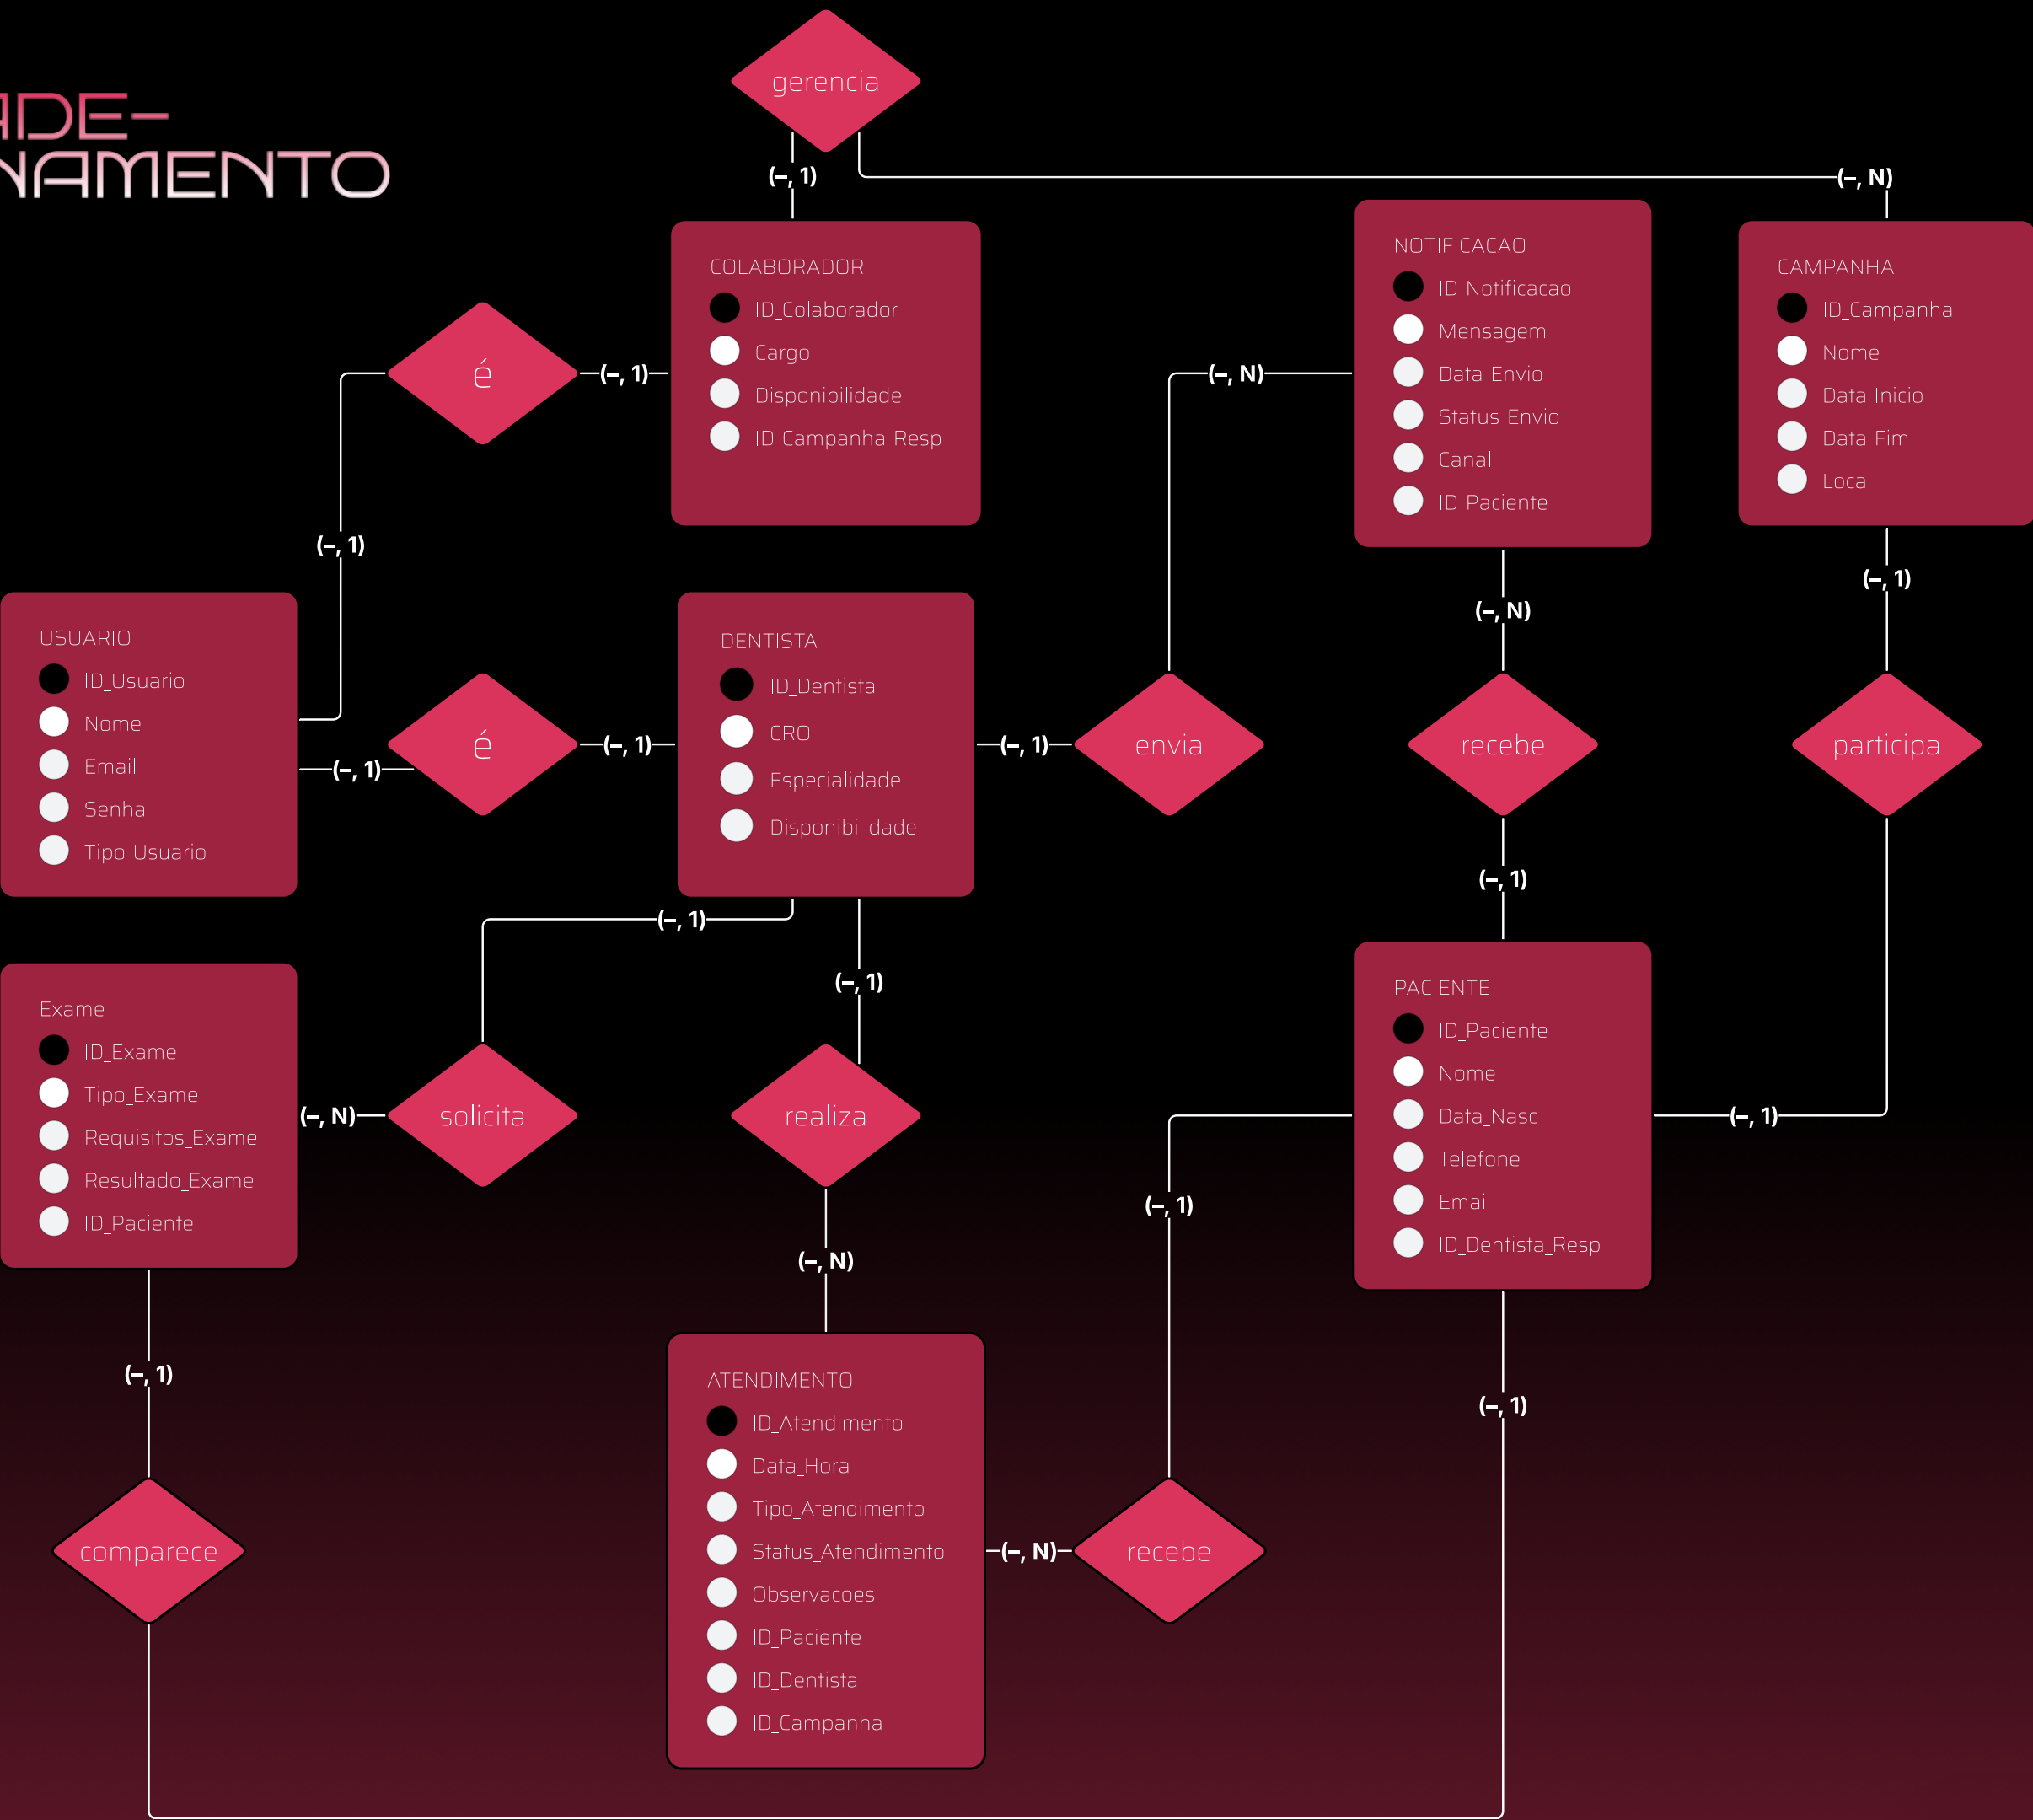 ADE-
NAMENTO
gerencia
(–, 1)
(–, N)
COLABORADOR
ID_Colaborador
Cargo
Disponibilidade
ID_Campanha_Resp
NOTIFICACAO
ID_Notificacao
Mensagem
Data_Envio
Status_Envio
Canal
ID_Paciente
CAMPANHA
ID_Campanha
Nome
Data_Inicio
Data_Fim
Local
é
(–, 1)
(–, N)
(–, 1)
(–, N)
(–, 1)
USUARIO
ID_Usuario
Nome
Email
Senha
Tipo_Usuario
(–, 1)
é
(–, 1)
DENTISTA
ID_Dentista
CRO
Especialidade
Disponibilidade
(–, 1)
envia
recebe
participa
(–, 1)
(–, 1)
(–, 1)
Exame
ID_Exame
Tipo_Exame
Requisitos_Exame
Resultado_Exame
ID_Paciente
(–, N)
solicita
realiza
PACIENTE
ID_Paciente
Nome
Data_Nasc
Telefone
Email
ID_Dentista_Resp
(–, 1)
(–, 1)
(–, N)
(–, 1)
(–, 1)
ATENDIMENTO
ID_Atendimento
Data_Hora
Tipo_Atendimento
Status_Atendimento
Observacoes
ID_Paciente
ID_Dentista
ID_Campanha
comparece
(–, N)
recebe